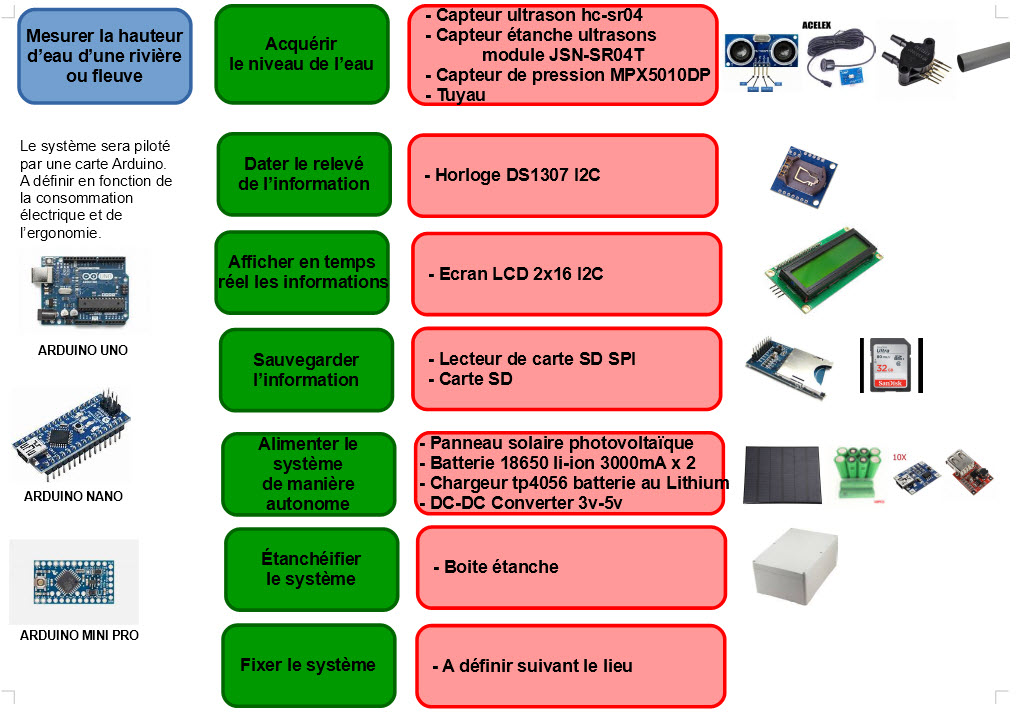 Mesurer la hauteur
d'eau d'une rivière
ou fleuve
Acquérir
le niveau de l'eau
- Capteur ultrason hc-sr04
- Capteur étanche ultrasons
module JSN-SR04T
- Capteur de pression MPX5010DP
- Tuyau
ACELEX
Le système sera piloté
par une carte Arduino.
A définir en fonction de
la consommation
électrique et de
l'ergonomie.
ARDUINO UNO
ARDUINO NANO
ARDUINO MINI PRO
Dater le relevé
de l'information
- Horloge DS1307 I2C
Afficher en temps
réel les informations
- Ecran LCD 2x16 I2C
Sauvegarder
l'information
- Lecteur de carte SD SPI
- Carte SD
Ultra
32GB
SanDisk
Alimenter le
système
de manière
autonome
- Panneau solaire photovoltaïque
- Batterie 18650 li-ion 3000mA x 2
- Chargeur tp4056 batterie au Lithium
- DC-DC Converter 3v-5v
10X
Étanchéifier
le système
- Boite étanche
Fixer le système
- A définir suivant le lieu